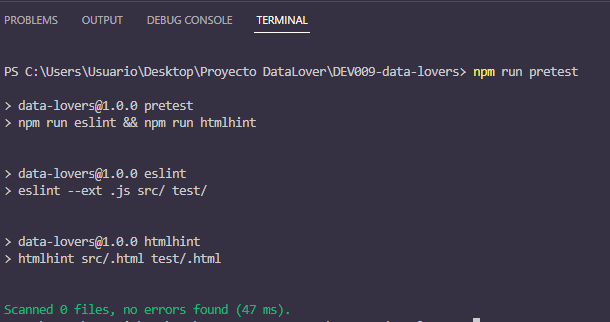 PROBLEMS OUTPUT DEBUG CONSOLE TERMINAL
PS C:\Users\Usuario\Desktop\Proyecto DataLover\DEV009-data-lovers> npm run pretest
> data-lovers@1.0.0 pretest
> npm run eslint && npm run htmlhint
> data-lovers@1.0.0 eslint
> eslint --ext .js src/ test/
> data-lovers@1.0.0 htmlhint
> htmlhint src/.html test/.html
Scanned 0 files, no errors found (47 ms).